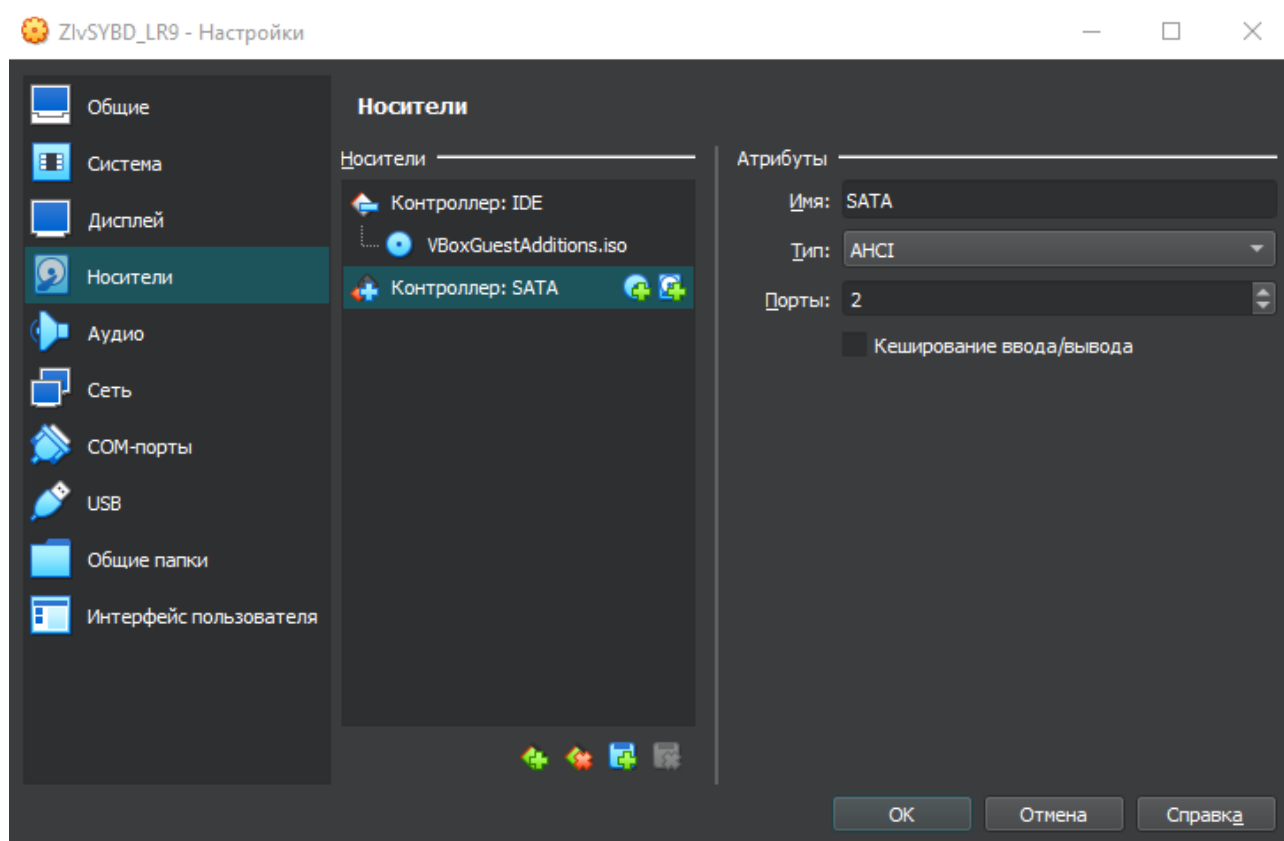 ZIvSYBD_LR9 - Настройки
Общие
Система
Дисплей
Носители
Аудио
Сеть
COM-порты
USB
Общие папки
Интерфейс пользователя
Носители
Носители
Контроллер: IDE
VBoxGuestAdditions.iso
Контроллер: SATA
Атрибуты
Имя: SATA
Тип: AHCI
Порты: 2
Кеширование ввода/вывода
OK
Отмена
Справка